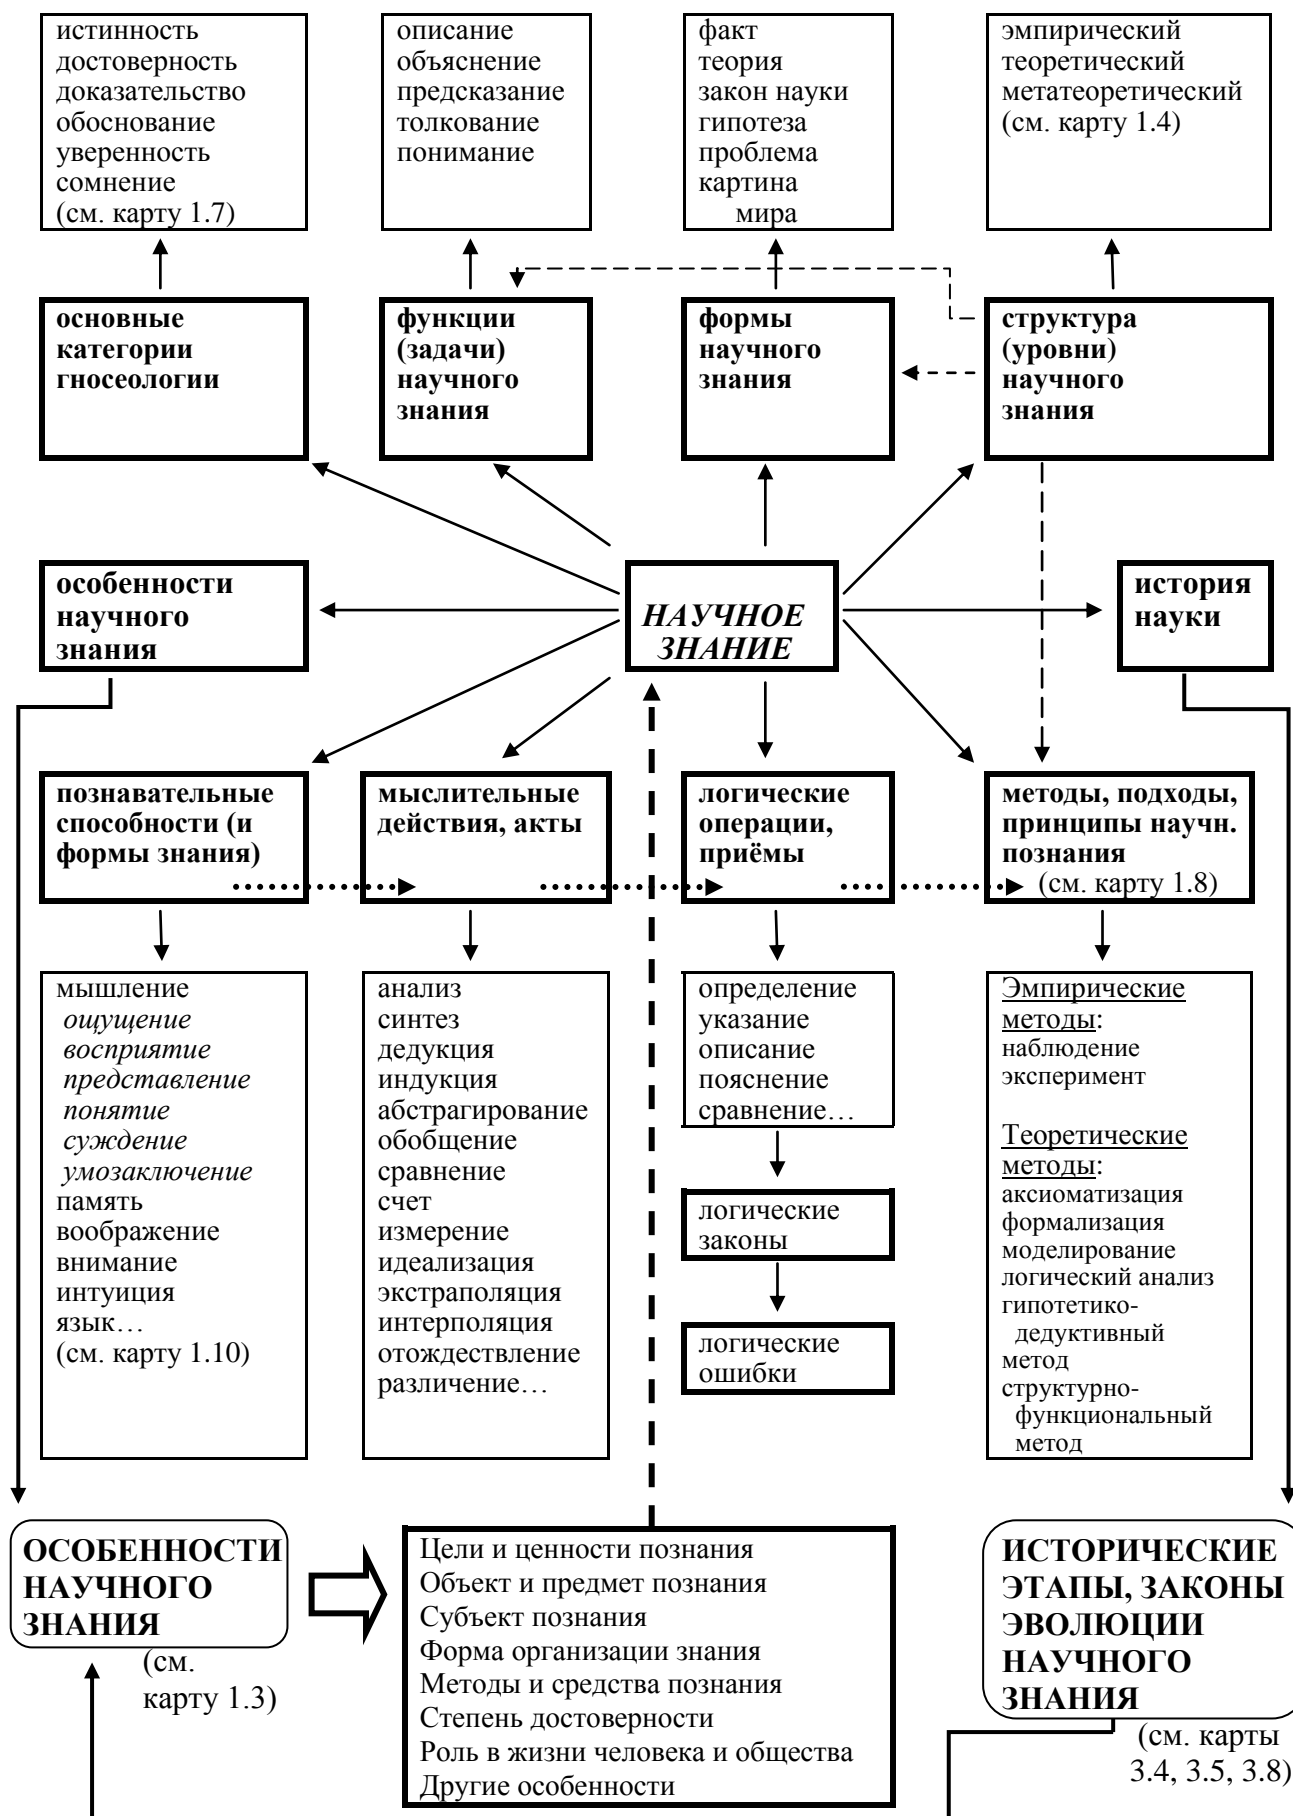 истинность
достоверность
доказательство
обоснование
уверенность
сомнение
(см. карту 1.7)
описание
объяснение
предсказание
толкование
понимание
факт
теория
закон науки
гипотеза
проблема
картина
мира
эмпирический
теоретический
метатеоретический
(см. карту 1.4)
основные
категории
гносеологии
функции
(задачи)
научного
знания
формы
научного
знания
структура
(уровни)
научного
знания
особенности
научного
знания
НАУЧНОЕ
ЗНАНИЕ
история
науки
познавательные
способности (и
формы знания)
мыслительные
действия, акты
логические
операции,
приёмы
методы, подходы,
принципы научн.
познания
(см. карту 1.8)
мышление
ощущение
восприятие
представление
понятие
суждение
умозаключение
память
воображение
внимание
интуиция
язык…
(см. карту 1.10)
анализ
синтез
дедукция
индукция
абстрагирование
обобщение
сравнение
счет
измерение
идеализация
экстраполяция
интерполяция
отождествление
различение…
определение
указание
описание
пояснение
сравнение…
логические
законы
логические
ошибки
Эмпирические
методы:
наблюдение
эксперимент
Теоретические
методы:
аксиоматизация
формализация
моделирование
логический анализ
гипотетико-
дедуктивный
метод
структурно-
функциональный
метод
ОСОБЕННОСТИ
НАУЧНОГО
ЗНАНИЯ
(см.
карту 1.3)
Цели и ценности познания
Объект и предмет познания
Субъект познания
Форма организации знания
Методы и средства познания
Степень достоверности
Роль в жизни человека и общества
Другие особенности
ИСТОРИЧЕСКИЕ
ЭТАПЫ, ЗАКОНЫ
ЭВОЛЮЦИИ
НАУЧНОГО
ЗНАНИЯ
(см. карты
3.4, 3.5, 3.8)